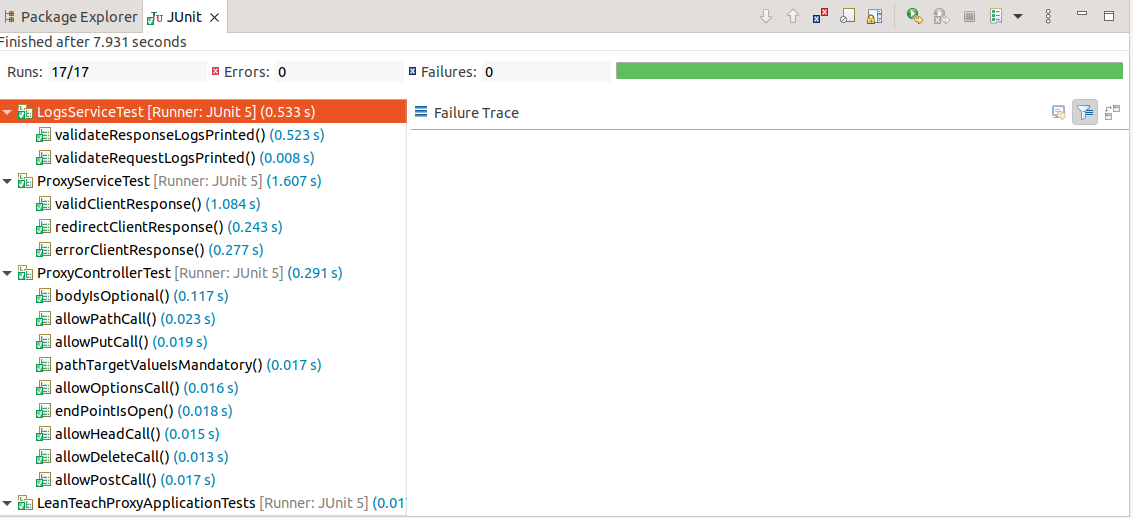 Package Explorer JUnit
Finished after 7.931 seconds
Runs: 17/17 Errors: 0 Failures: 0
LogsServiceTest [Runner: JUnit 5] (0.533 s)
Failure Trace
validateResponseLogsPrinted() (0.523 s)
validateRequestLogsPrinted() (0.008 s)
ProxyServiceTest [Runner: JUnit 5] (1.607 s)
validClientResponse() (1.084 s)
redirectClientResponse() (0.243 s)
errorClientResponse() (0.277 s)
ProxyControllerTest [Runner: JUnit 5] (0.291 s)
bodyIsOptional() (0.117 s)
allowPathCall() (0.023 s)
allowPutCall() (0.019 s)
pathTargetValueIsMandatory() (0.017 s)
allowOptionsCall() (0.016 s)
endPointIsOpen() (0.018 s)
allowHeadCall() (0.015 s)
allowDeleteCall() (0.013 s)
allowPostCall() (0.017 s)
LeanTeachProxyApplicationTests [Runner: JUnit 5]